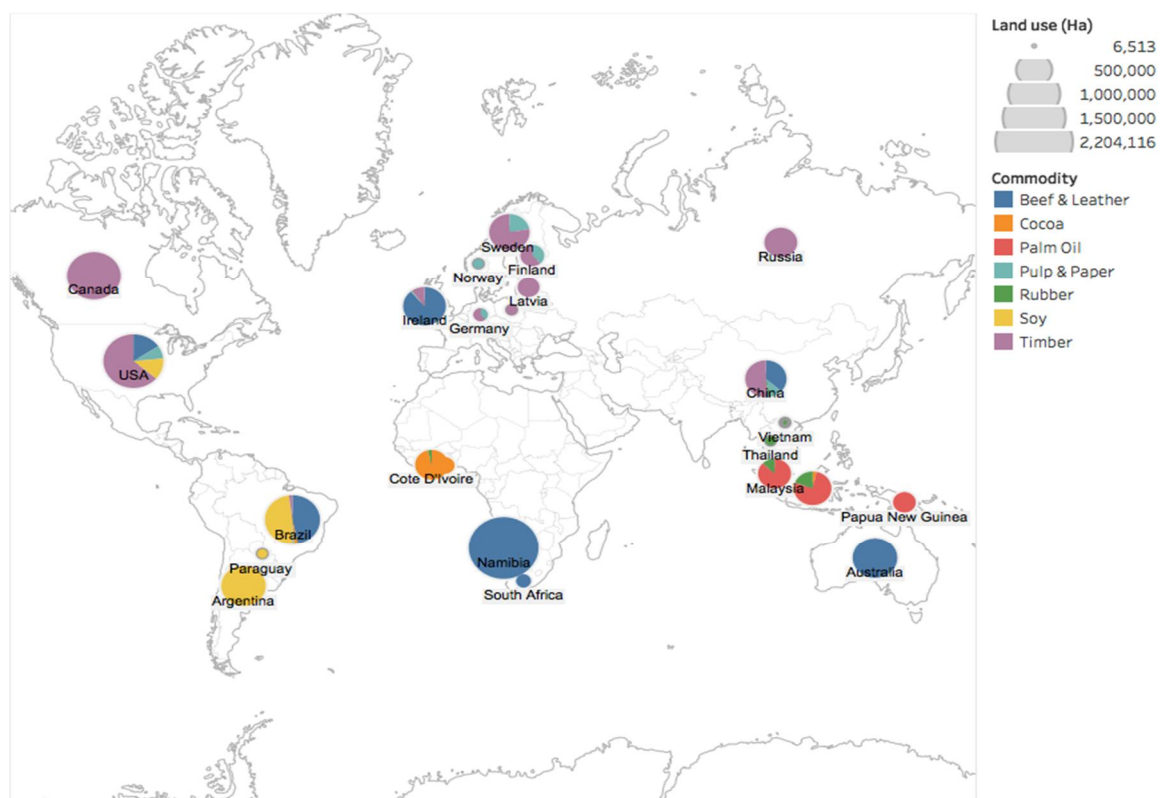 Land use (Ha)
6,513
500,000
1,000,000
1,500,000
2,204,116
Commodity
Beef & Leather
Cocoa
Palm Oil
Pulp & Paper
Rubber
Soy
Timber
Sweden
Russia
Norway
Finland
Canada
Latvia
Ireland
Germany
USA
China
Vietnam
Thailand
Cote D'Ivoire
Malaysia
Papua New Guinea
Brazil
Namibia
Paraguay
Australia
South Africa
Argentina